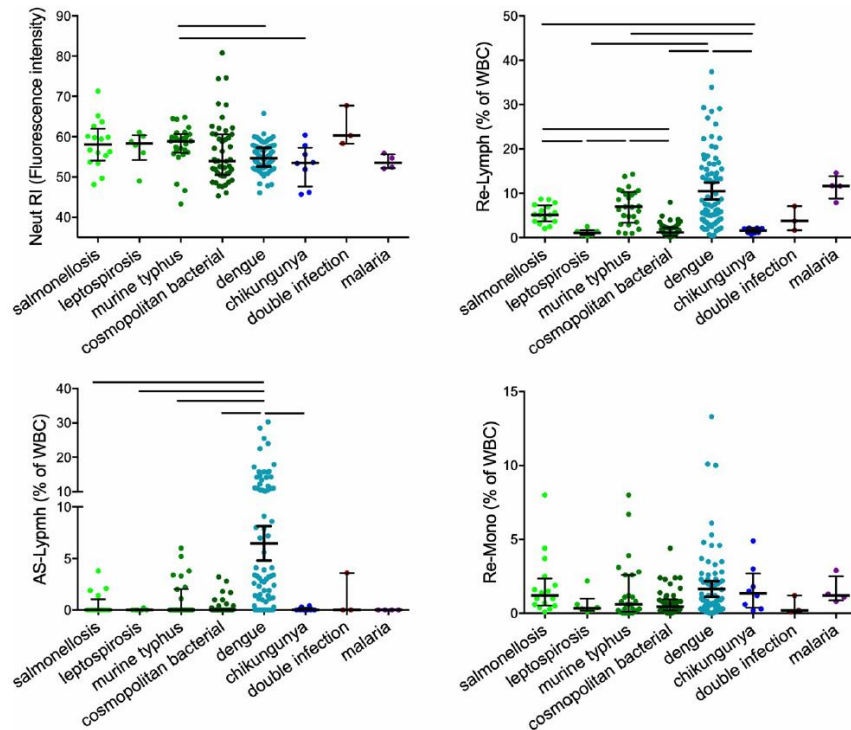 Neut RI (Fluorescence intensity)
90
80
70
60
50
40
salmonellosis
leptospirosis
murine typhus
cosmopolitan bacterial
dengue
chikungunya
double infection
malaria
Re-Lymph (% of WBC)
50
40
30
20
10
0
salmonellosis
leptospirosis
murine typhus
cosmopolitan bacterial
dengue
chikungunya
double infection
malaria
AS-Lypmh (% of WBC)
40
30
20
10
10
5
0
salmonellosis
leptospirosis
murine typhus
cosmopolitan bacterial
dengue
chikungunya
double infection
malaria
Re-Mono (% of WBC)
15
10
5
0
salmonellosis
leptospirosis
murine typhus
cosmopolitan bacterial
dengue
chikungunya
double infection
malaria